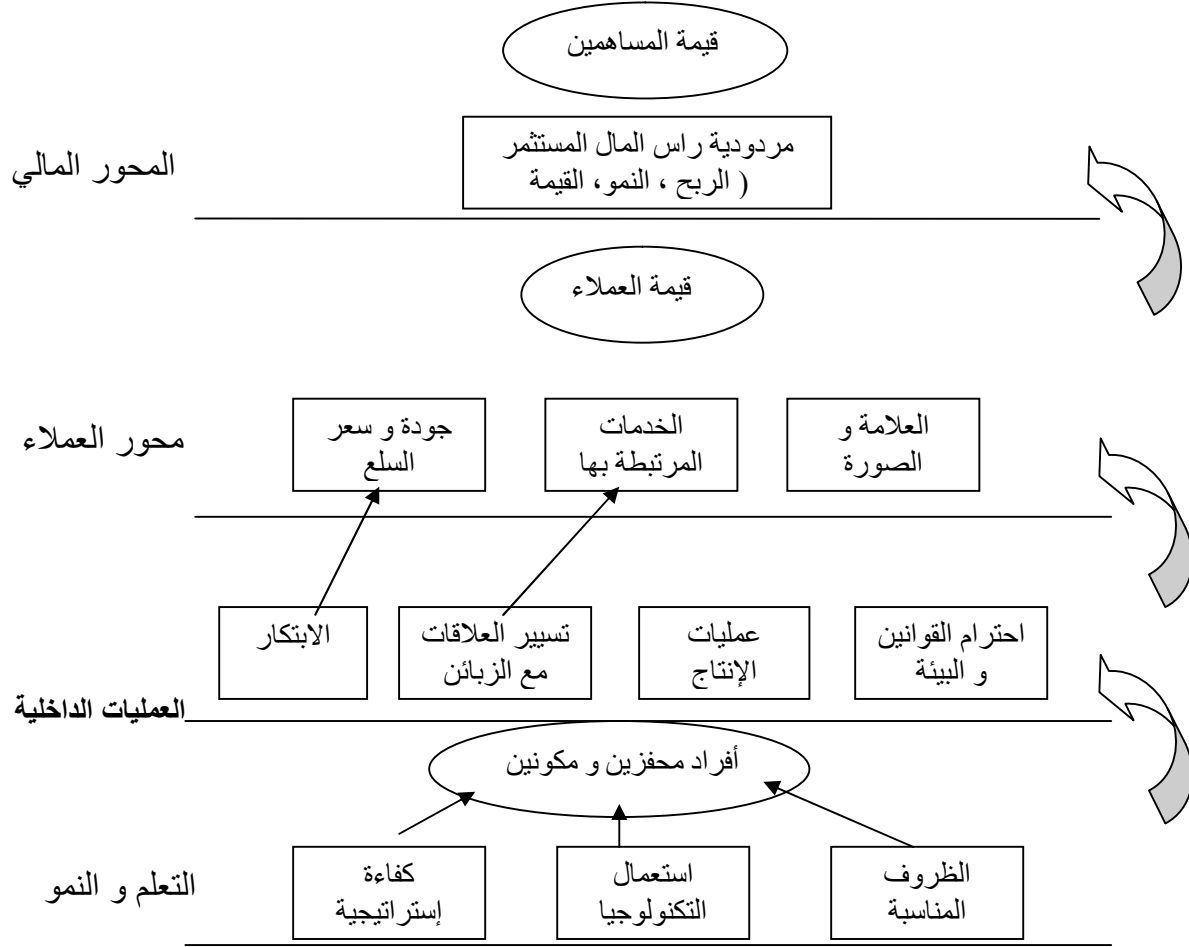 قيمة المساهمين
المحور المالي
مردودية راس المال المستثمر
( الربح ، النمو، القيمة
قيمة العملاء
محور العملاء
العلامة و
الصورة
الخدمات
المرتبطة بها
جودة و سعر
السلع
العمليات الداخلية
احترام القوانين
و البيئة
عمليات
الإنتاج
تسيير العلاقات
مع الزبائن
الابتكار
أفراد محفزين و مكونين
التعلم و النمو
الظروف
المناسبة
استعمال
التكنولوجيا
كفاءة
إستراتيجية